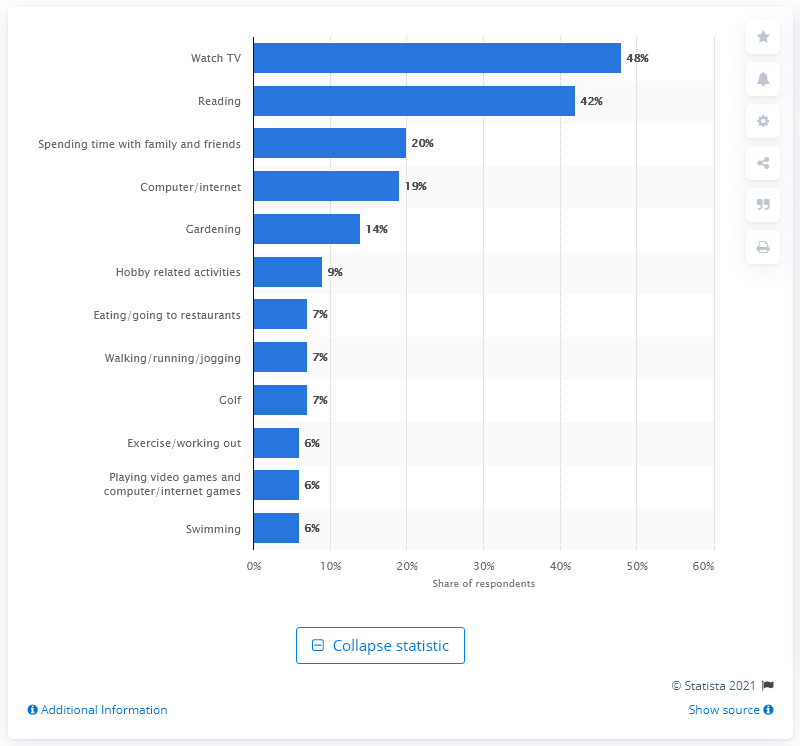 Watch TV 48%
Reading 42%
Spending time with family and friends 20%
Computer/internet 19%
Gardening 14%
Hobby related activities 9%
Eating/going to restaurants 7%
Walking/running/jogging 7%
Golf 7%
Exercise/working out 6%
Playing video games and
computer/internet games 6%
Swimming 6%
0% 10% 20% 30% 40% 50% 60%
Share of respondents
Collapse statistic
© Statista 2021
Additional Information Show source